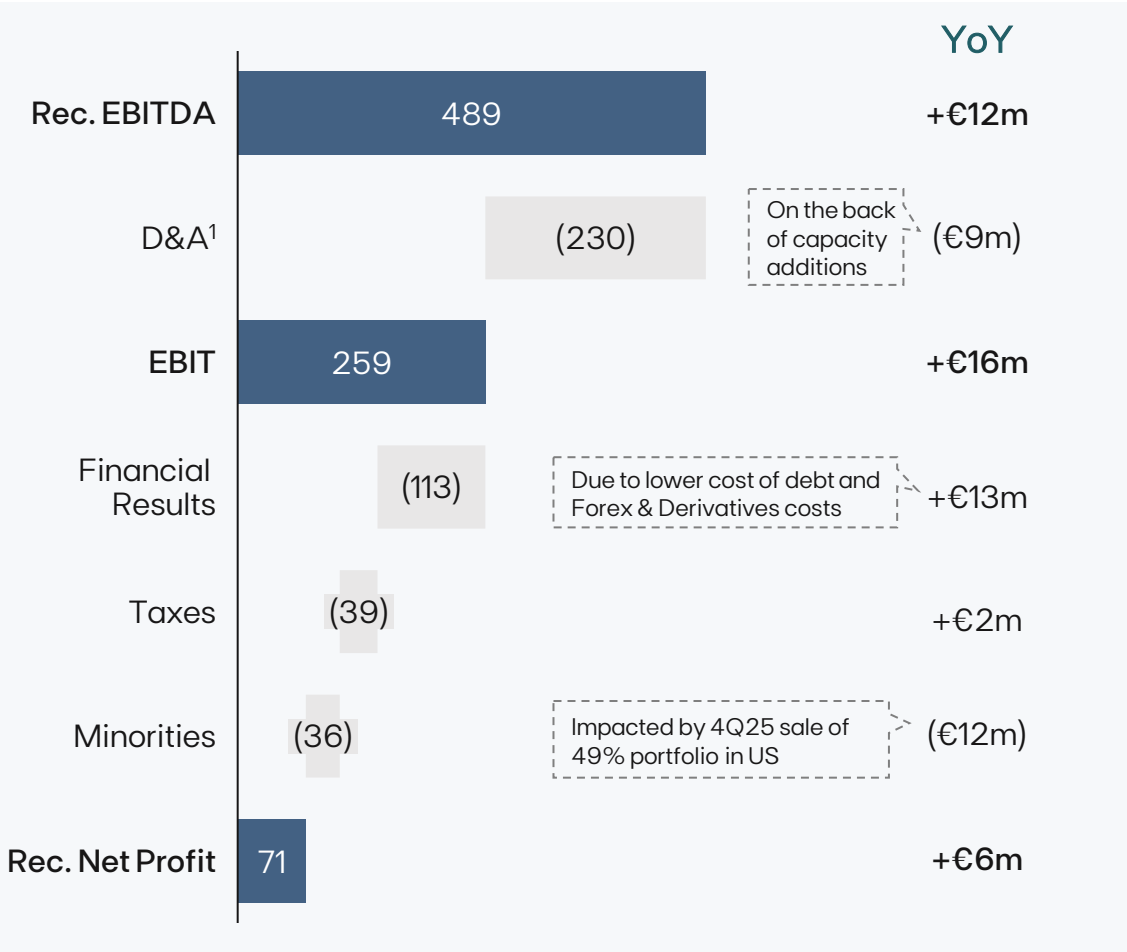 YoY
Rec. EBITDA 489 +€12m
D&A¹ (230) (€9m)
On the back
of capacity
additions
EBIT 259 +€16m
Financial
Results
(113)
Due to lower cost of debt and
Forex & Derivatives costs
+€13m
Taxes (39) +€2m
Minorities (36) (€12m)
Impacted by 4Q25 sale of
49% portfolio in US
Rec. Net Profit 71 +€6m